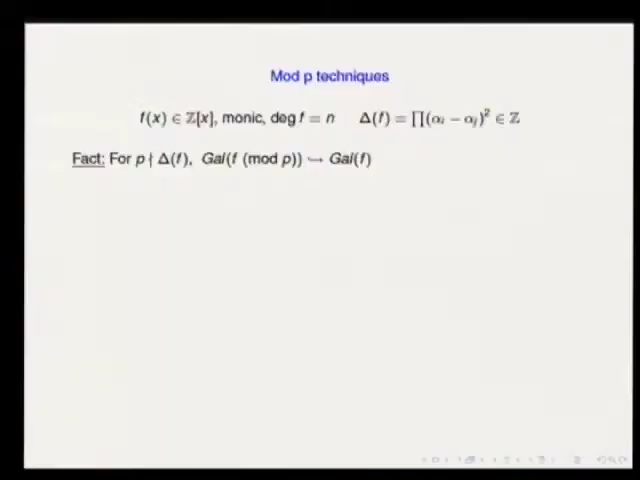 Mod p techniques
f(x) ∈ ℤ[x], monic, deg f = n Δ(f) = ∏(αᵢ − αⱼ)² ∈ ℤ
Fact: For p ∤ Δ(f), Gal(f (mod p)) ↪ Gal(f)